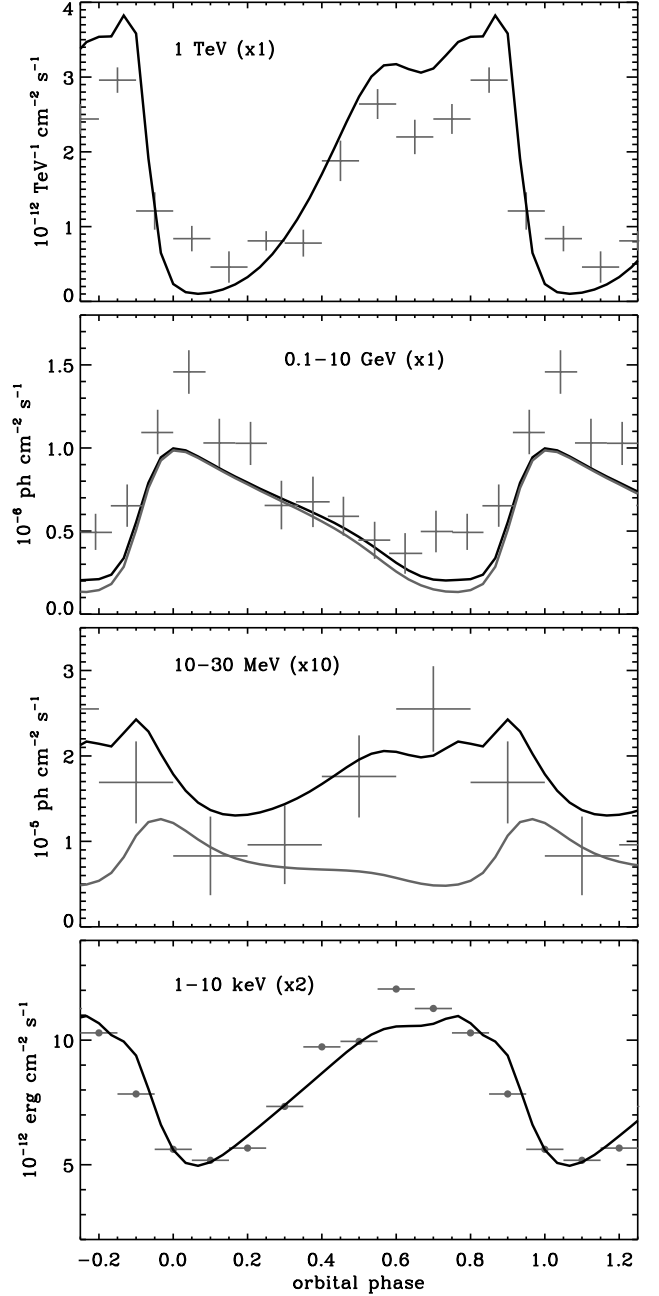 4
3
2
1
0
1 TeV (x1)
10⁻¹² TeV⁻¹ cm⁻² s⁻¹
1.5
1.0
0.5
0.0
0.1−10 GeV (x1)
10⁻⁶ ph cm⁻² s⁻¹
3
2
1
0
10−30 MeV (x10)
10⁻⁵ ph cm⁻² s⁻¹
10
5
1−10 keV (x2)
10⁻¹² erg cm⁻² s⁻¹
−0.2 0.0 0.2 0.4 0.6 0.8 1.0 1.2
orbital phase